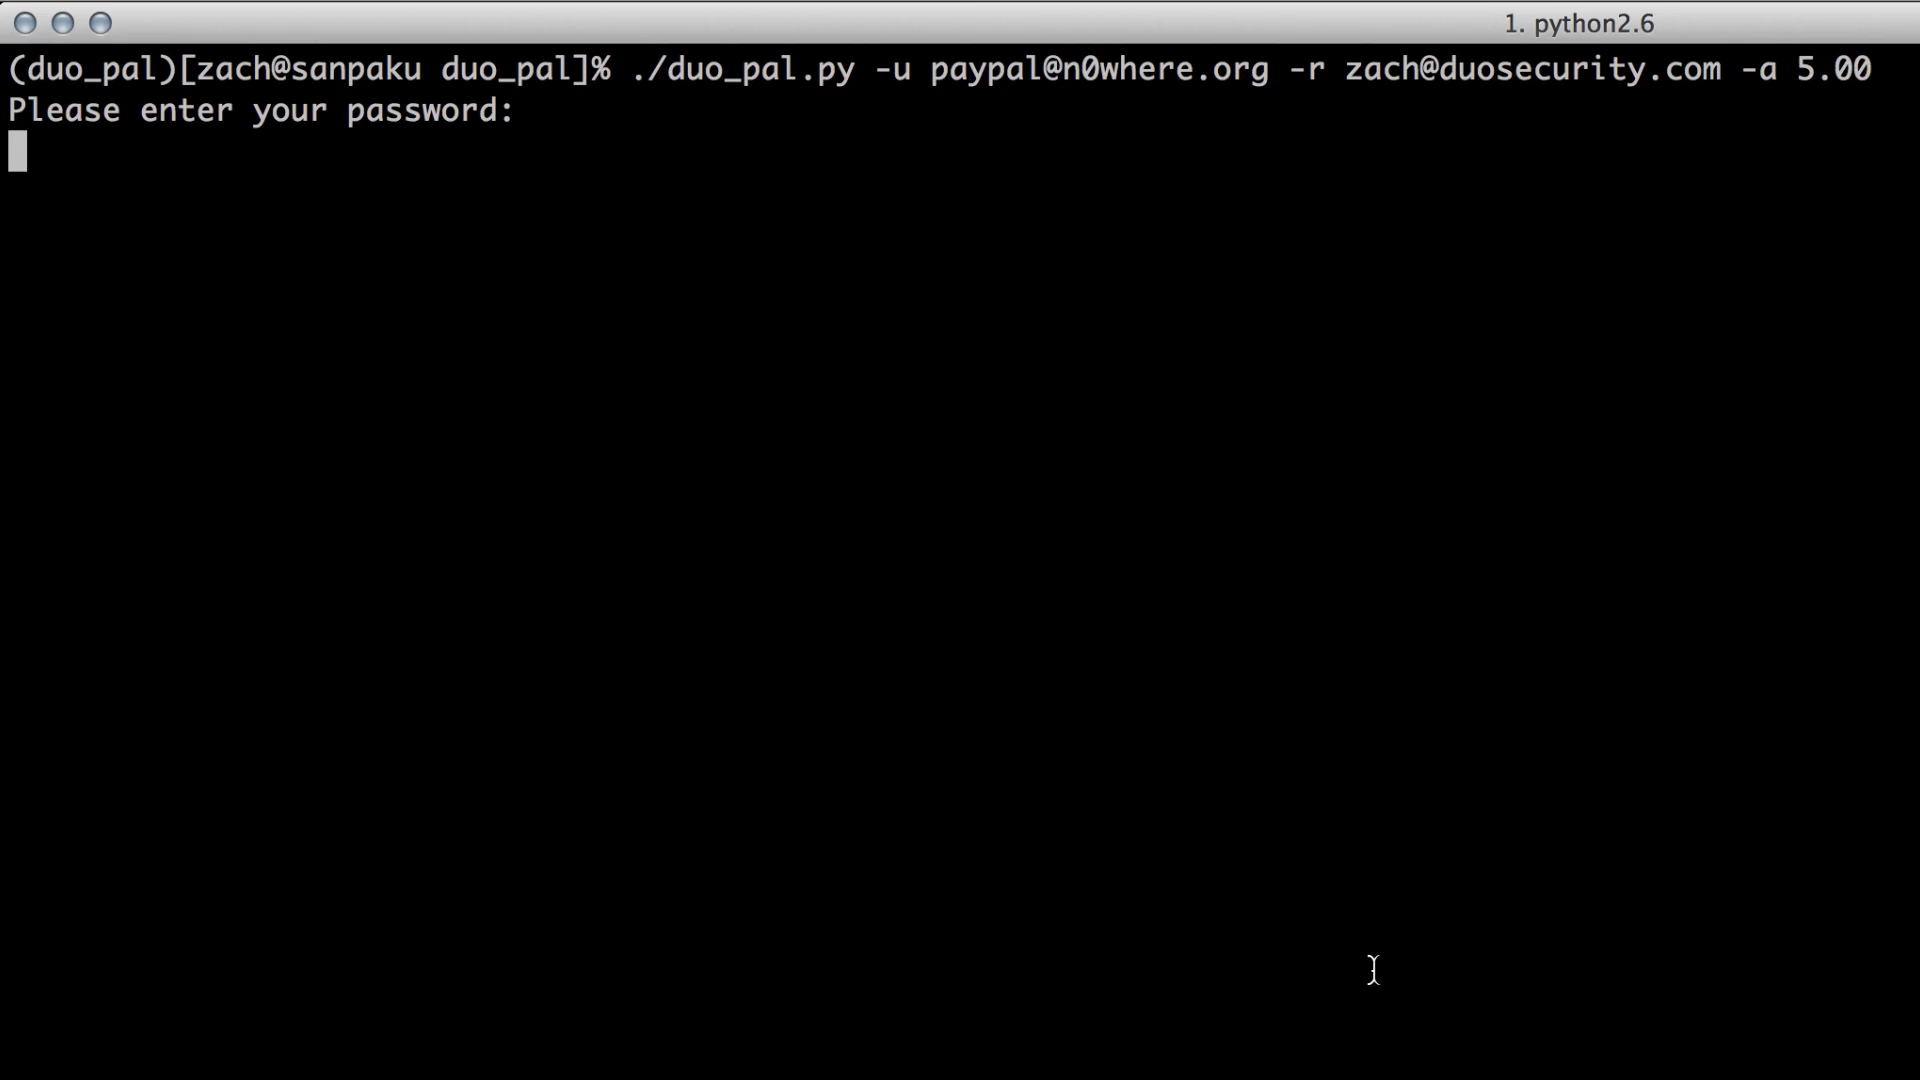 1. python2.6
(duo_pal)[zach@sanpaku duo_pal]% ./duo_pal.py -u paypal@n0where.org -r zach@duosecurity.com -a 5.00
Please enter your password: